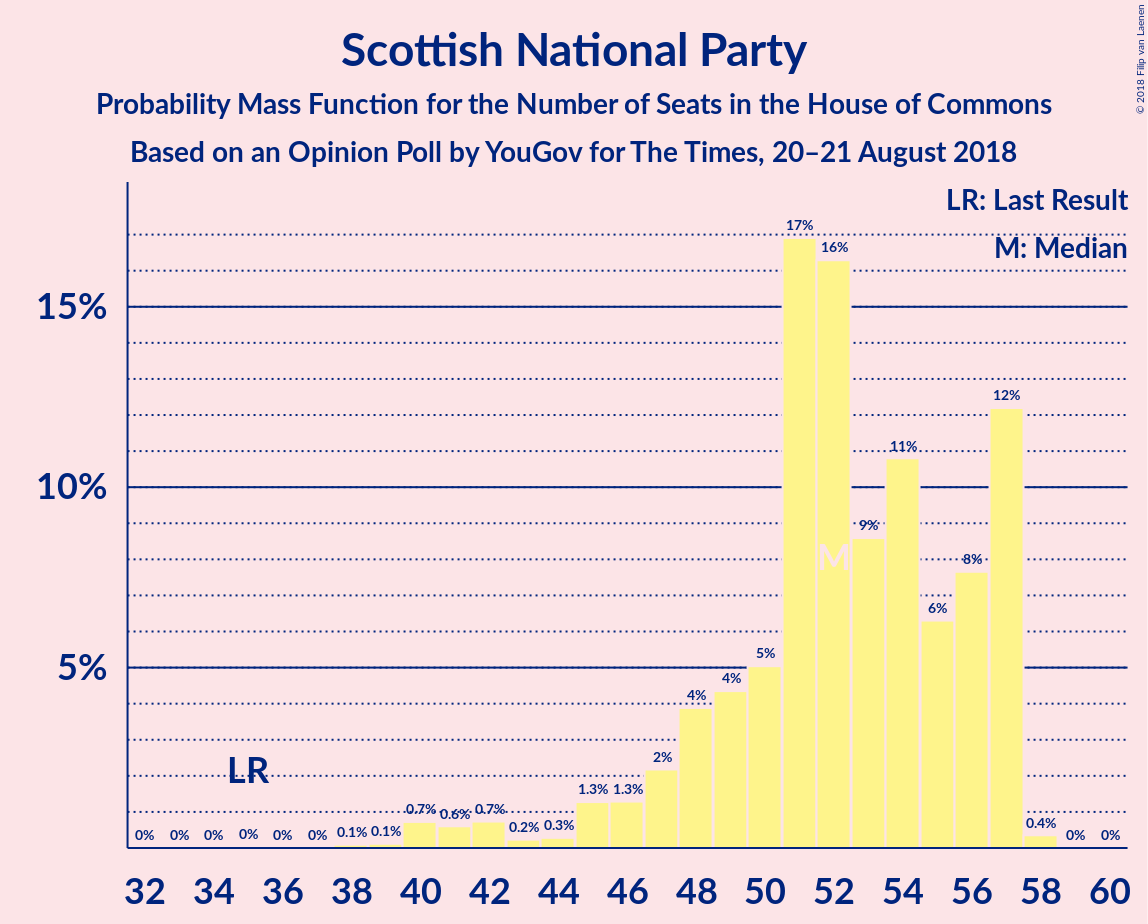 Scottish National Party
Probability Mass Function for the Number of Seats in the House of Commons
Based on an Opinion Poll by YouGov for The Times, 20–21 August 2018
© 2018 Filip van Laenen
LR: Last Result
M: Median
15%
10%
5%
0% 0% 0% 0% 0% 0% 0.1% 0.1% 0.7% 0.6% 0.7% 0.2% 0.3% 1.3% 1.3% 2% 4% 4% 5% 17% 16% 9% 11% 6% 8% 12% 0.4% 0% 0%
LR
M
32 34 36 38 40 42 44 46 48 50 52 54 56 58 60